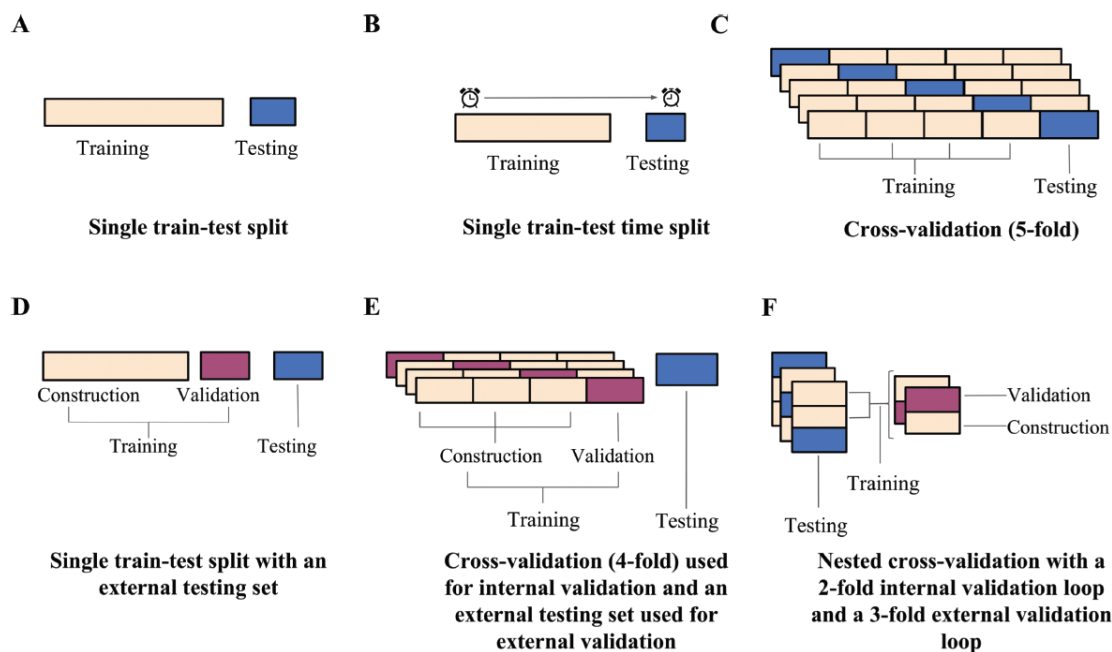 A
B
C
Training
Testing
Single train-test split
Training
Testing
Single train-test time split
Training
Testing
Cross-validation (5-fold)
D
E
F
Construction
Validation
Training
Testing
Single train-test split with an
external testing set
Construction
Validation
Training
Testing
Cross-validation (4-fold) used
for internal validation and an
external testing set used for
external validation
Validation
Construction
Training
Testing
Nested cross-validation with a
2-fold internal validation loop
and a 3-fold external validation
loop